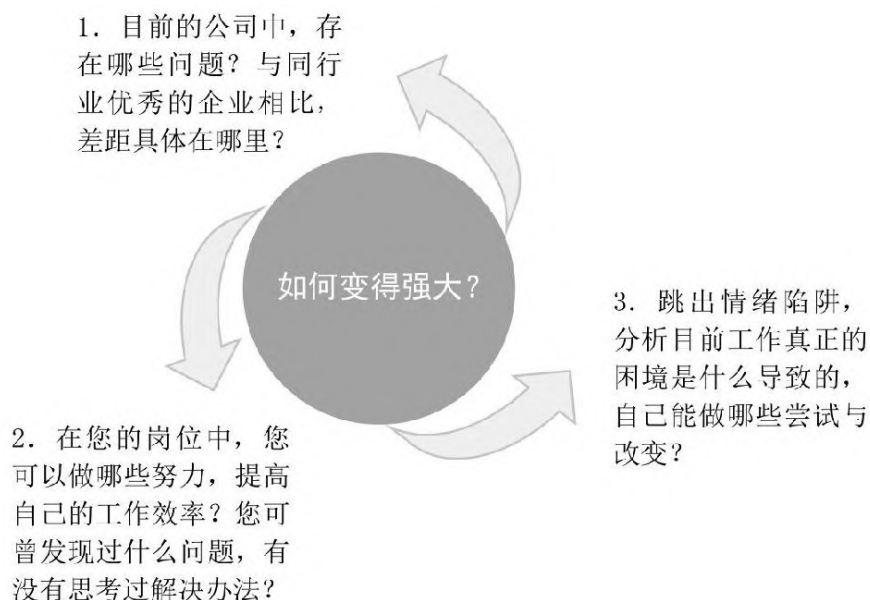 1. 目前的公司中，存
在哪些问题？与同行
业优秀的企业相比，
差距具体在哪里？
如何变得强大？
2. 在您的岗位中，您
可以做哪些努力，提高
自己的工作效率？您可
曾发现过什么问题，有
没有思考过解决办法？
3. 跳出情绪陷阱，
分析目前工作真正的
困境是什么导致的，
自己能做哪些尝试与
改变？